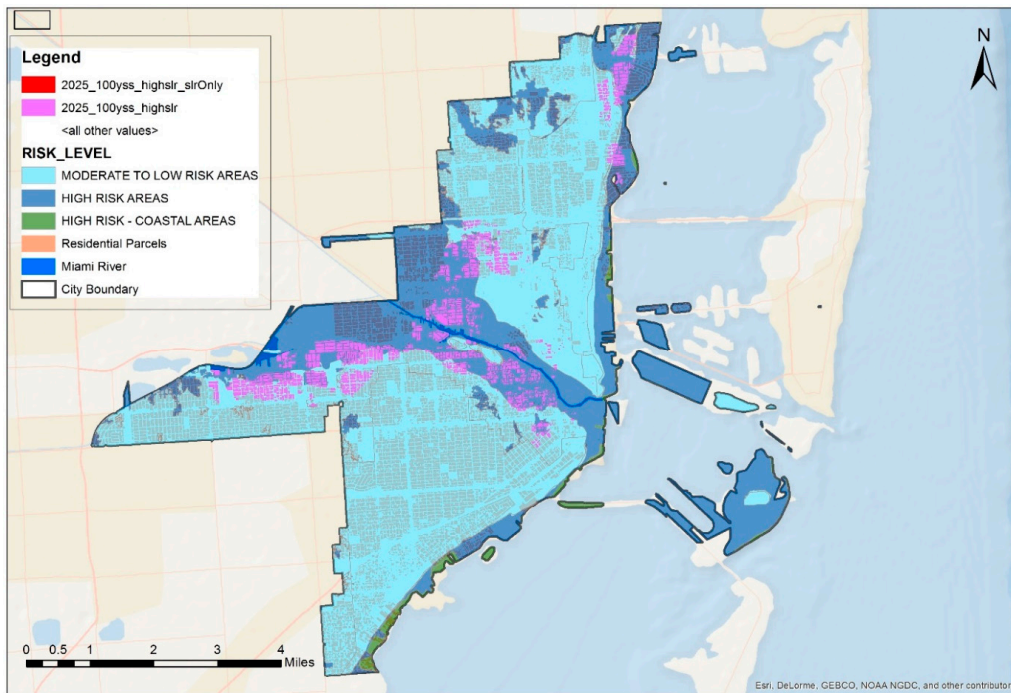 Legend
2025_100yss_highslr_slrOnly
2025_100yss_highslr
<all other values>
RISK_LEVEL
MODERATE TO LOW RISK AREAS
HIGH RISK AREAS
HIGH RISK - COASTAL AREAS
Residential Parcels
Miami River
City Boundary
N
0 0.5 1 2 3 4
Miles
Esri, DeLorme, GEBCO, NOAA NGDC, and other contributor